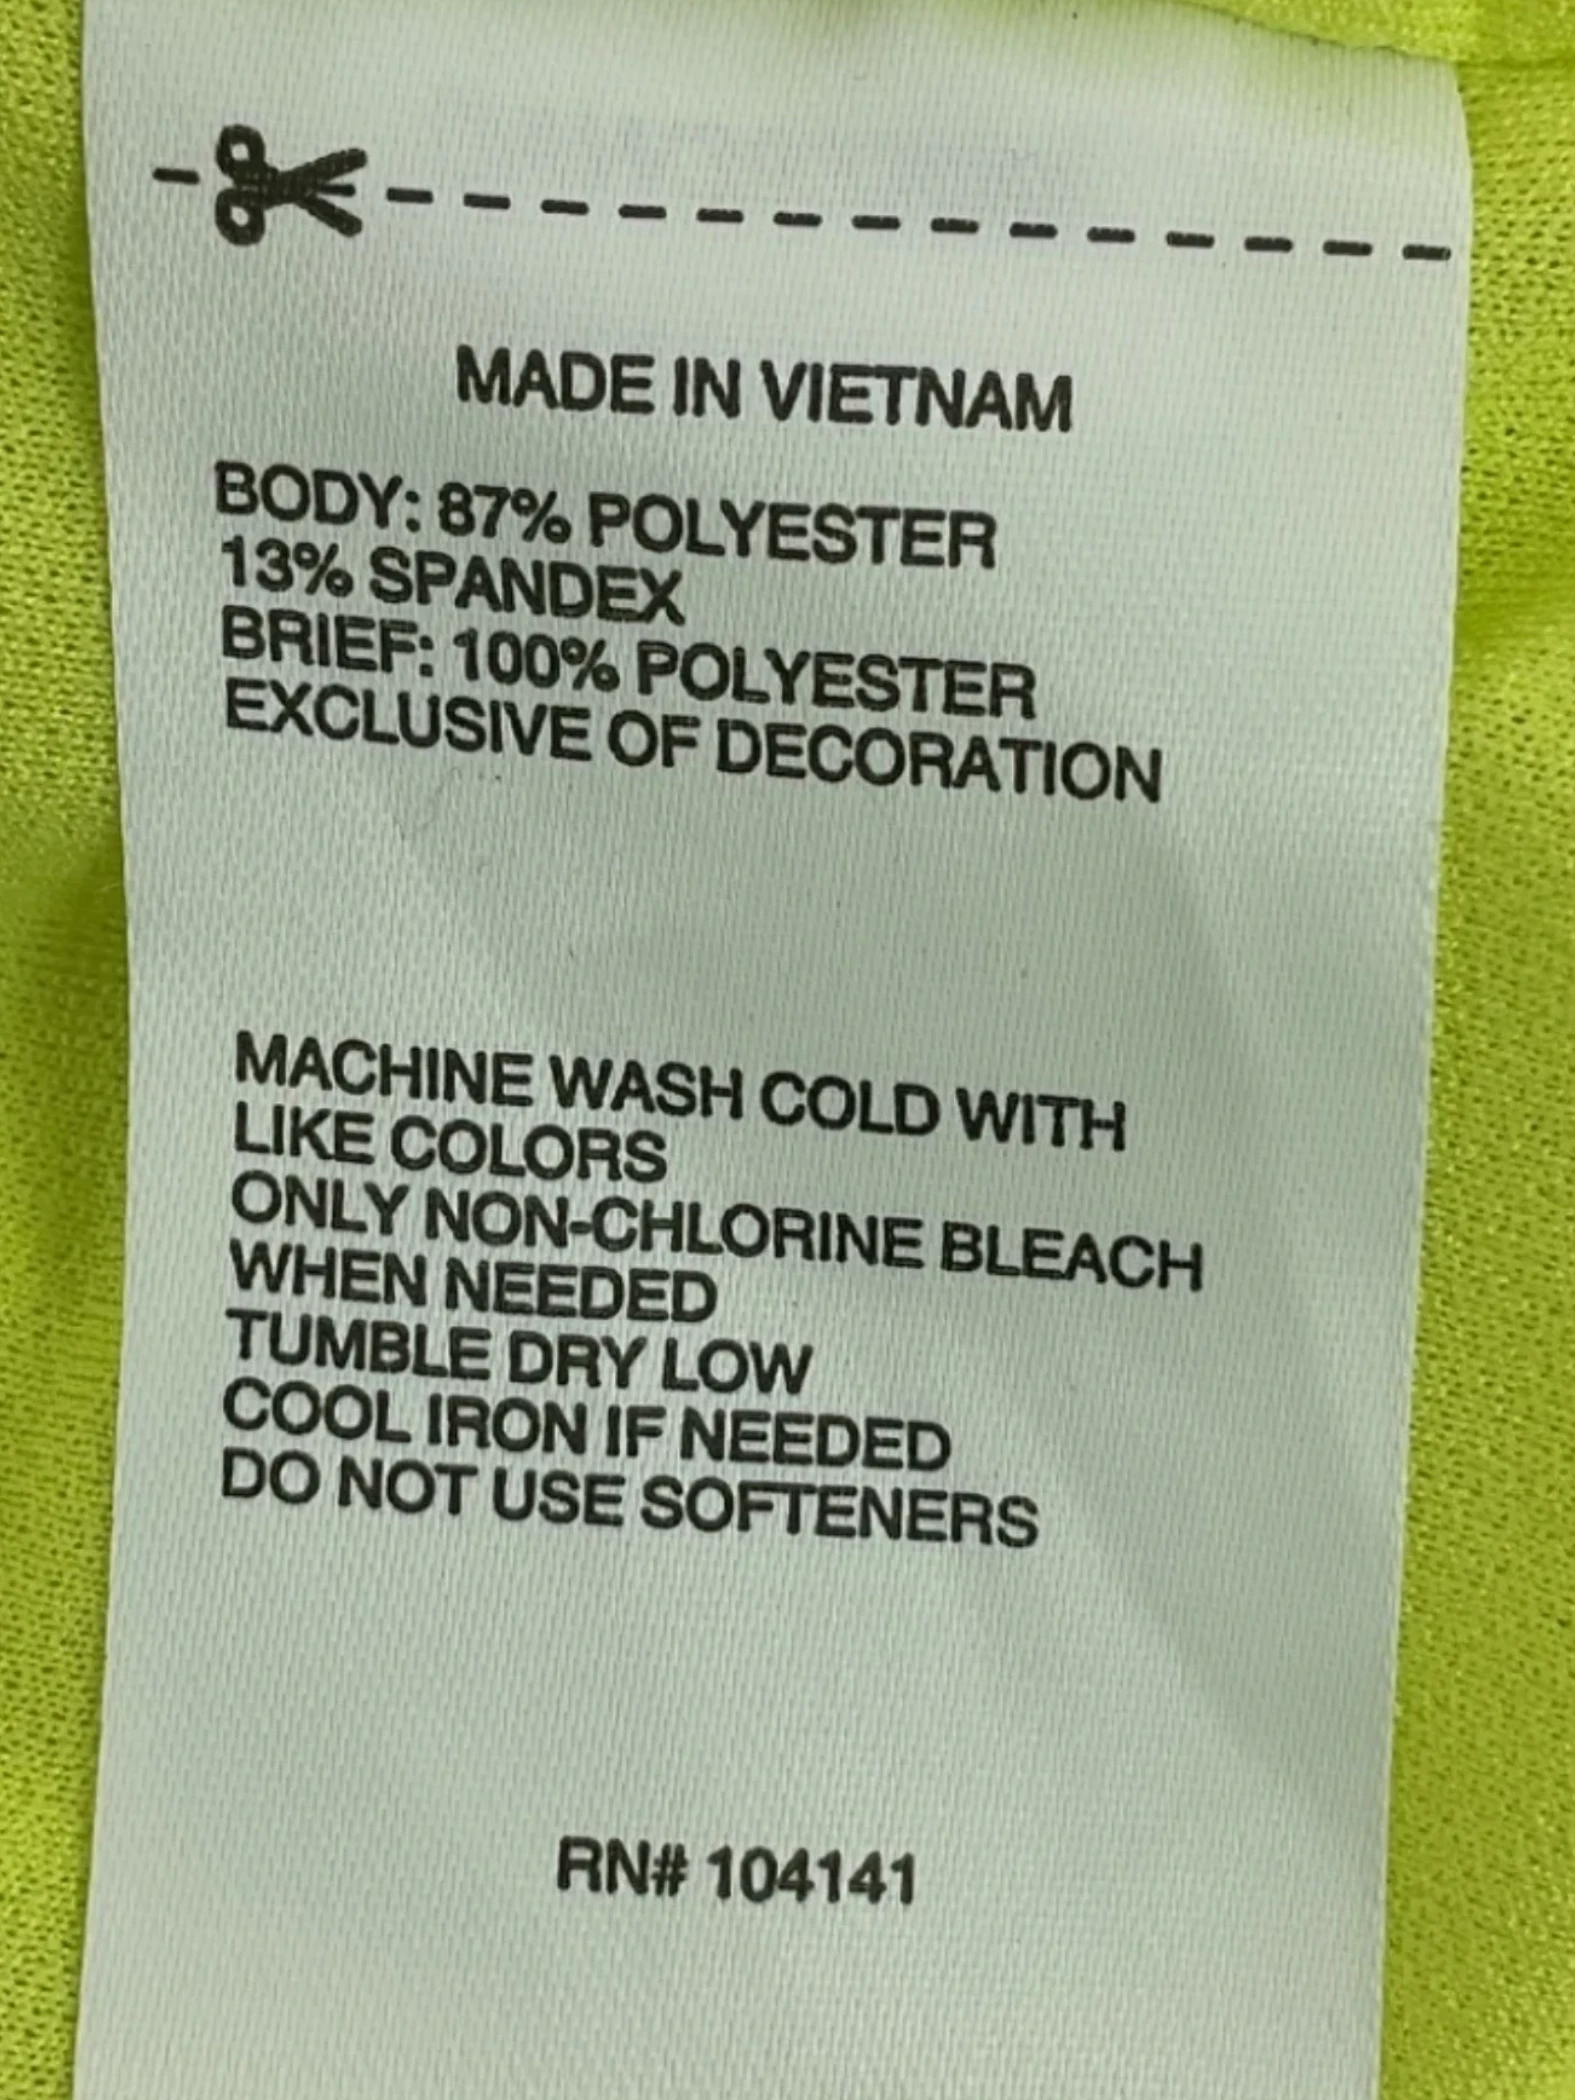 MADE IN VIETNAM
BODY: 87% POLYESTER
13% SPANDEX
BRIEF: 100% POLYESTER
EXCLUSIVE OF DECORATION
MACHINE WASH COLD WITH
LIKE COLORS
ONLY NON-CHLORINE BLEACH
WHEN NEEDED
TUMBLE DRY LOW
COOL IRON IF NEEDED
DO NOT USE SOFTENERS
RN# 104141